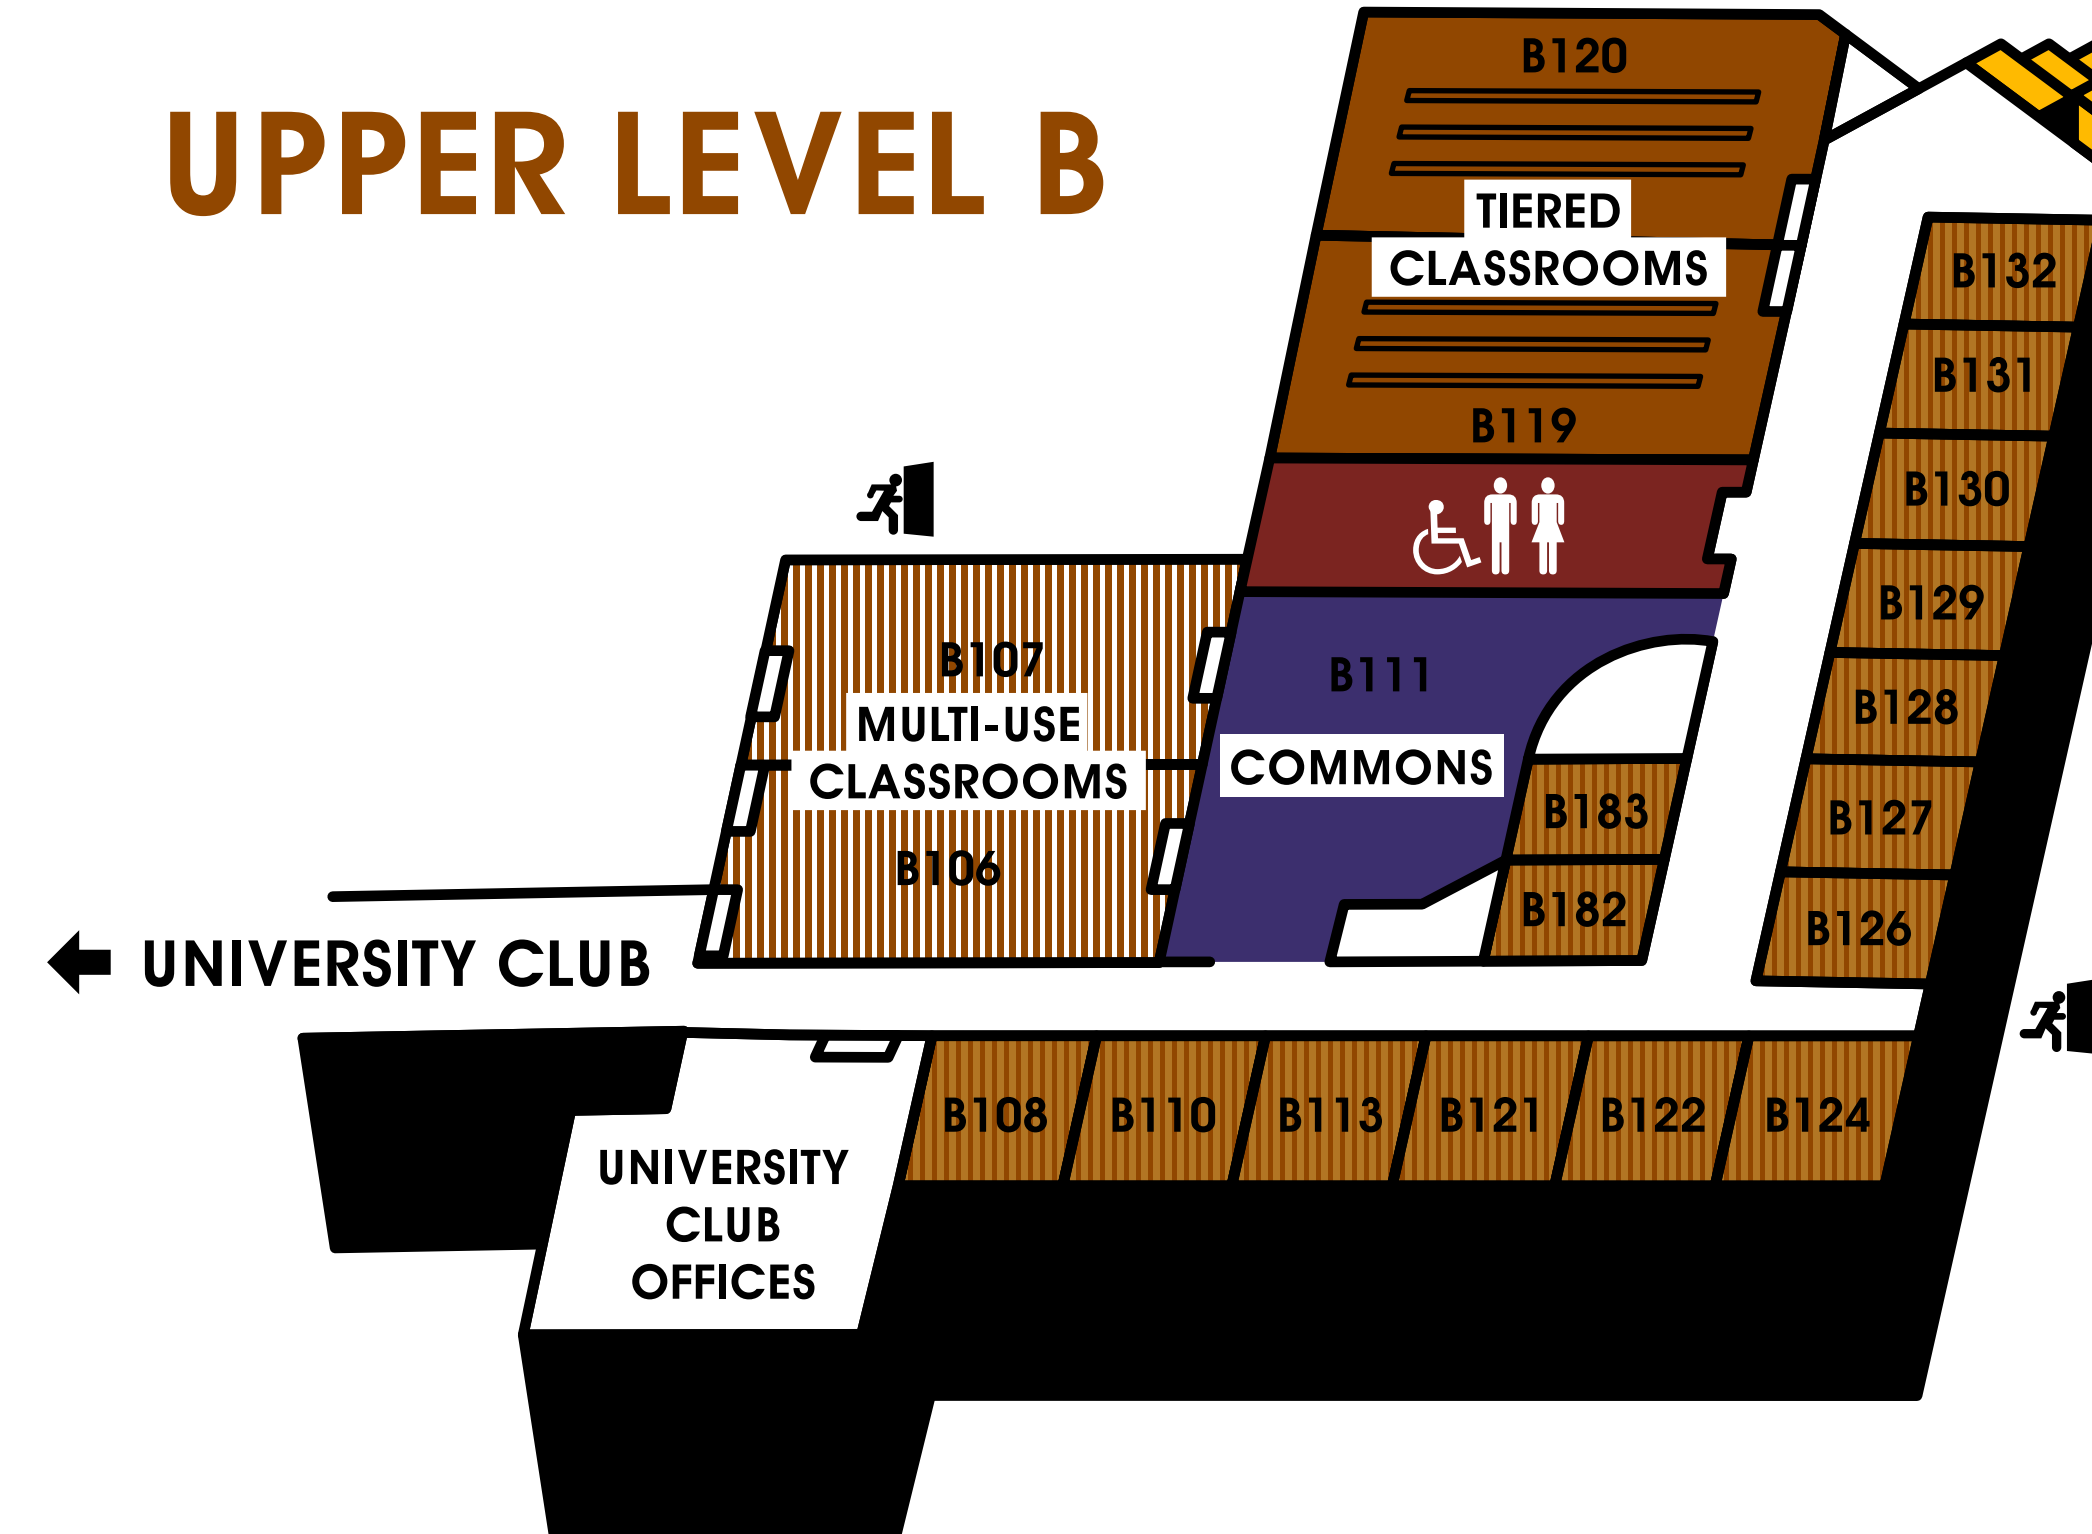 UPPER LEVEL B
B120
TIERED
CLASSROOMS
B119
B132
B131
B130
B129
B128
B127
B126
B107
MULTI-USE
CLASSROOMS
B106
B111
COMMONS
B183
B182
UNIVERSITY CLUB
B108
B110
B113
B121
B122
B124
UNIVERSITY
CLUB
OFFICES